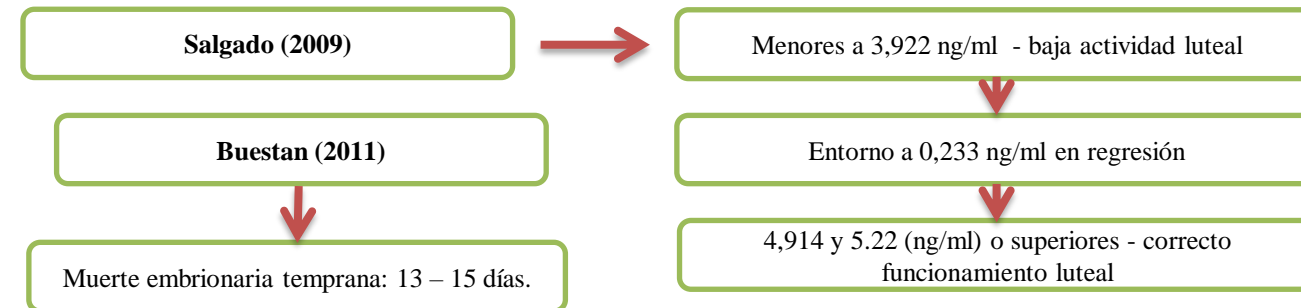 Salgado (2009)
Menores a 3,922 ng/ml - baja actividad luteal
Buestan (2011)
Entorno a 0,233 ng/ml en regresión
4,914 y 5.22 (ng/ml) o superiores - correcto
funcionamiento luteal
Muerte embrionaria temprana: 13 – 15 días.